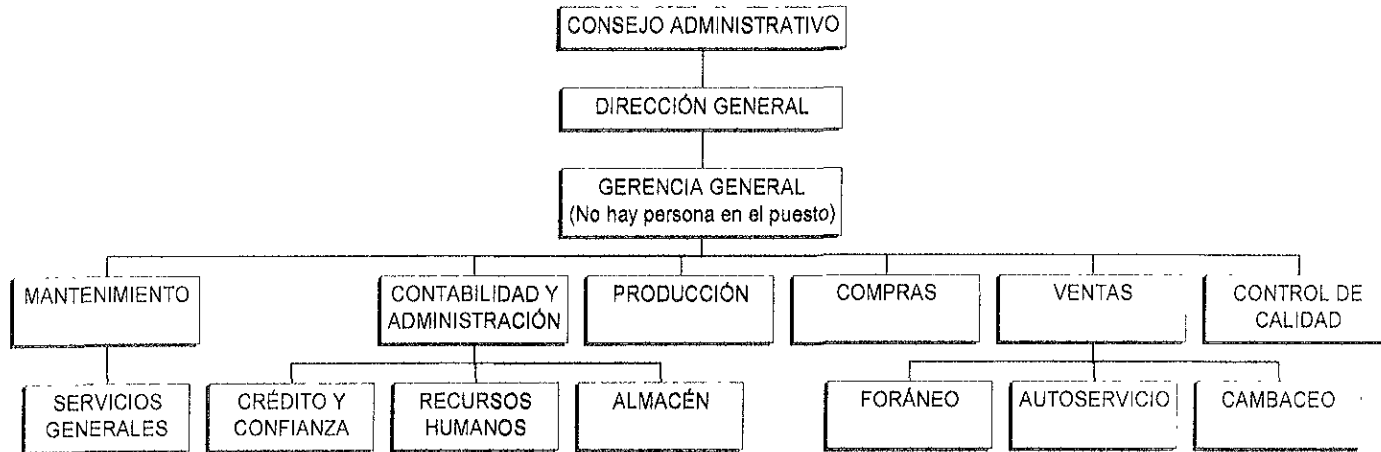 CONSEJO ADMINISTRATIVO
DIRECCIÓN GENERAL
GERENCIA GENERAL
(No hay persona en el puesto)
MANTENIMIENTO
CONTABILIDAD Y
ADMINISTRACIÓN
PRODUCCIÓN
COMPRAS
VENTAS
CONTROL DE
CALIDAD
SERVICIOS
GENERALES
CRÉDITO Y
CONFIANZA
RECURSOS
HUMANOS
ALMACÉN
FORÁNEO
AUTOSERVICIO
CAMBACEO